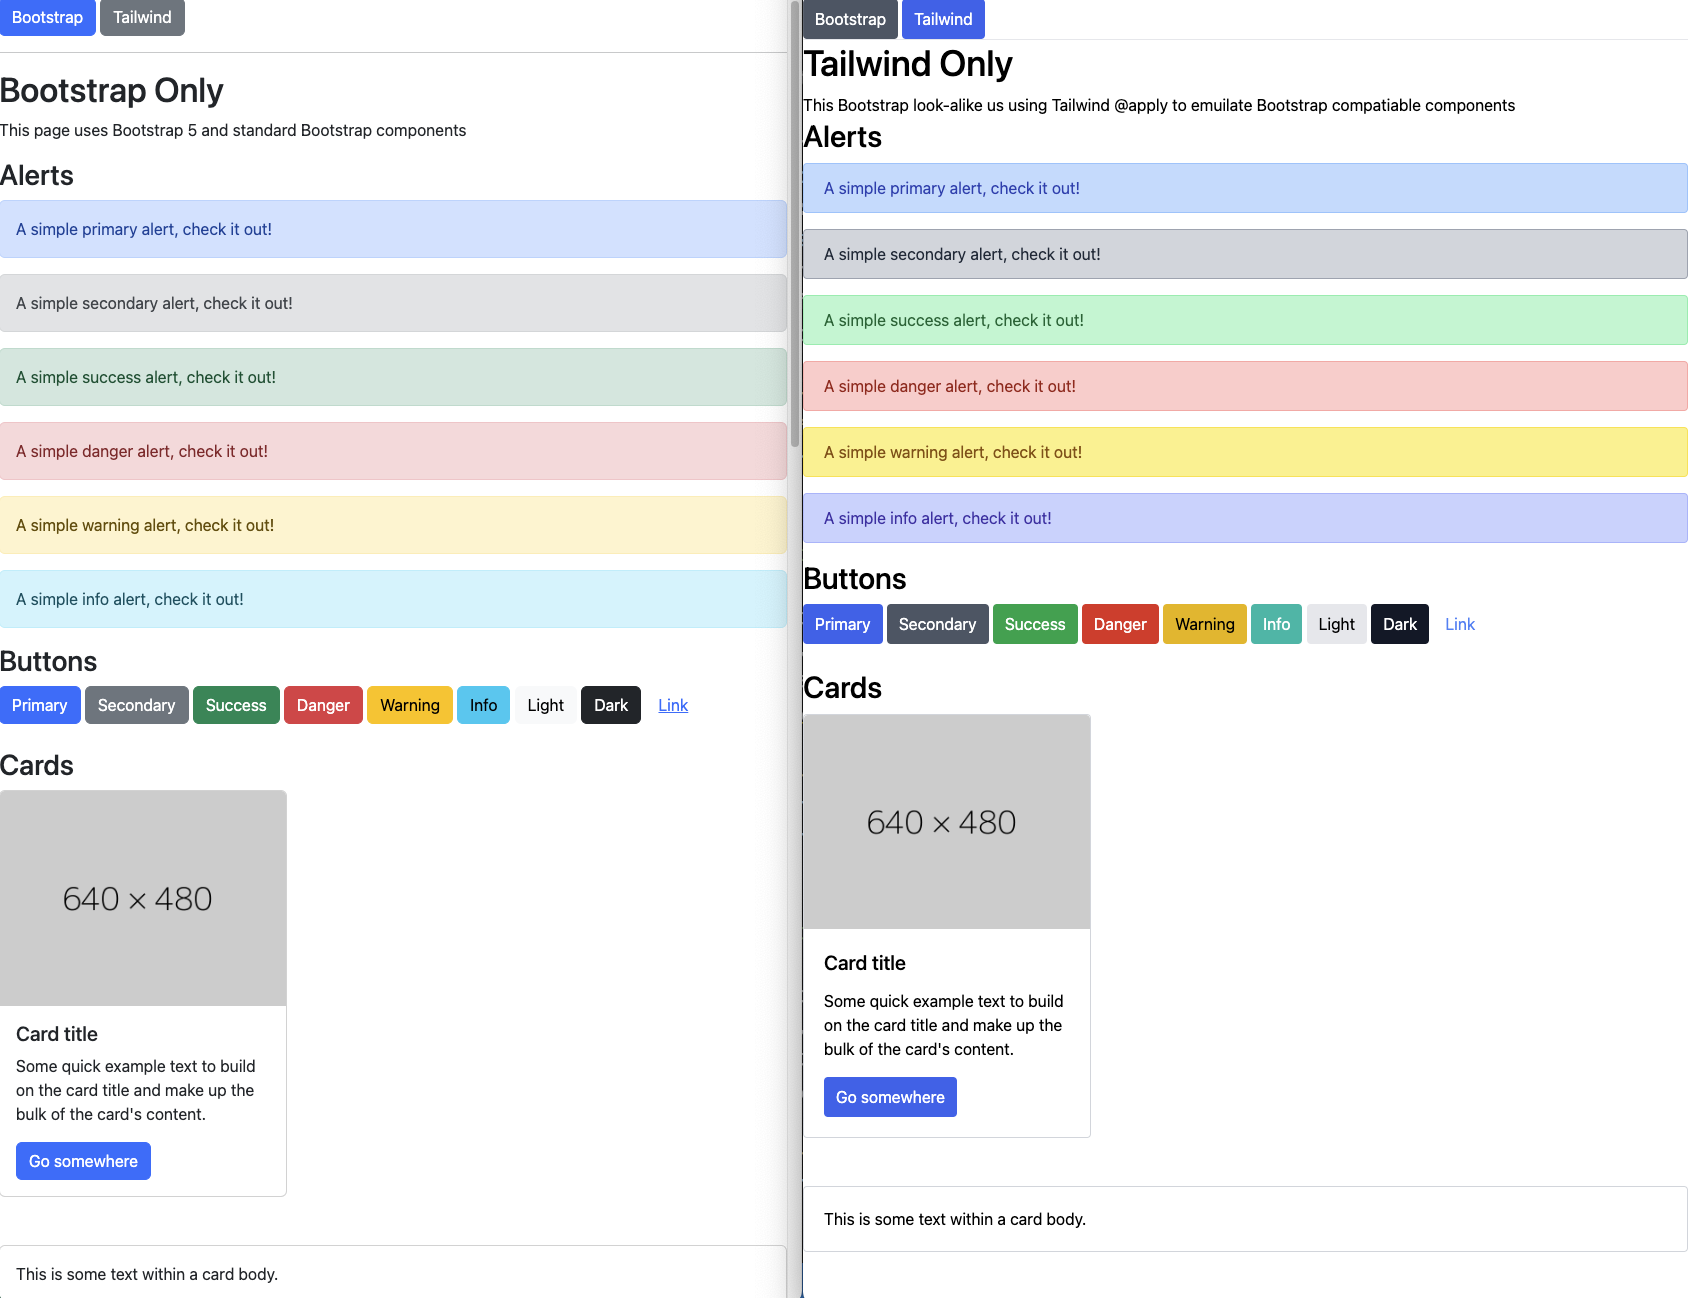 Bootstrap Tailwind
Bootstrap Only
This page uses Bootstrap 5 and standard Bootstrap components
Alerts
A simple primary alert, check it out!
A simple secondary alert, check it out!
A simple success alert, check it out!
A simple danger alert, check it out!
A simple warning alert, check it out!
A simple info alert, check it out!
Buttons
Primary Secondary Success Danger Warning Info Light Dark Link
Cards
640 × 480
Card title
Some quick example text to build
on the card title and make up the
bulk of the card's content.
Go somewhere
This is some text within a card body.
Bootstrap Tailwind
Tailwind Only
This Bootstrap look-alike us using Tailwind @apply to emuilate Bootstrap compatiable components
Alerts
A simple primary alert, check it out!
A simple secondary alert, check it out!
A simple success alert, check it out!
A simple danger alert, check it out!
A simple warning alert, check it out!
A simple info alert, check it out!
Buttons
Primary Secondary Success Danger Warning Info Light Dark Link
Cards
640 × 480
Card title
Some quick example text to build
on the card title and make up the
bulk of the card's content.
Go somewhere
This is some text within a card body.